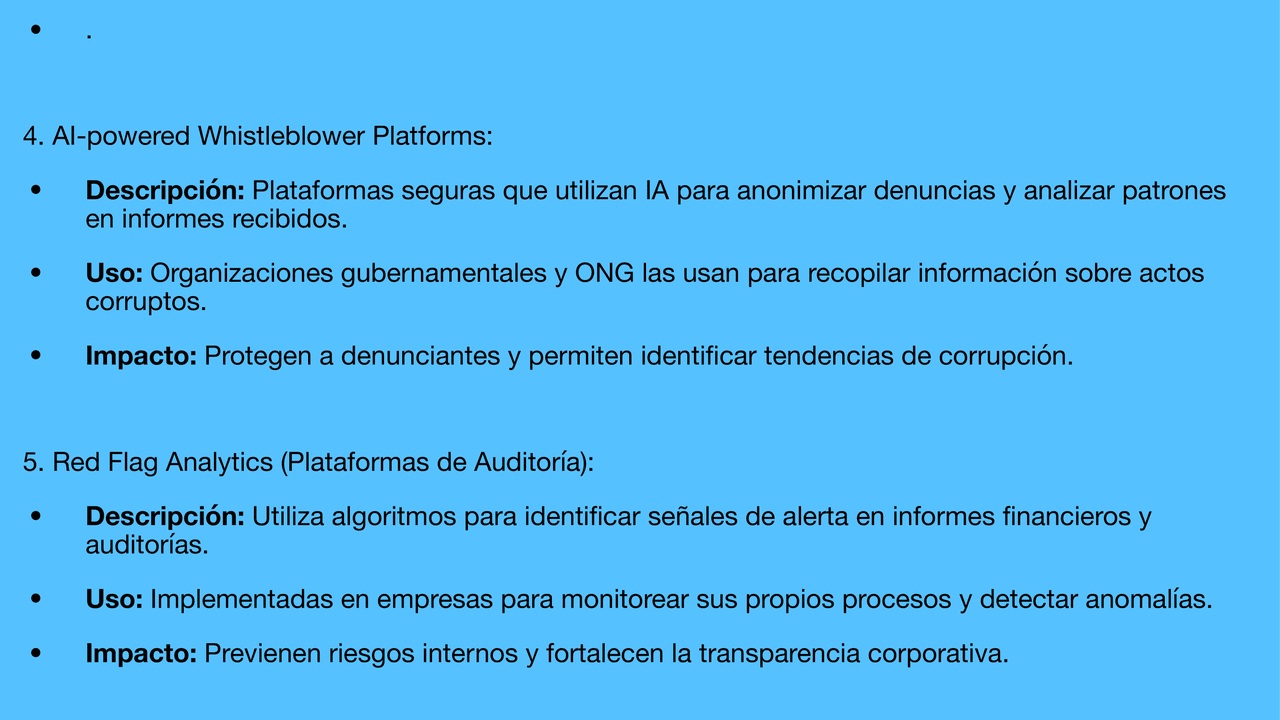 • .
4. AI-powered Whistleblower Platforms:
• Descripción: Plataformas seguras que utilizan IA para anonimizar denuncias y analizar patrones
en informes recibidos.
• Uso: Organizaciones gubernamentales y ONG las usan para recopilar información sobre actos
corruptos.
• Impacto: Protegen a denunciantes y permiten identificar tendencias de corrupción.
5. Red Flag Analytics (Plataformas de Auditoría):
• Descripción: Utiliza algoritmos para identificar señales de alerta en informes financieros y
auditorías.
• Uso: Implementadas en empresas para monitorear sus propios procesos y detectar anomalías.
• Impacto: Previenen riesgos internos y fortalecen la transparencia corporativa.